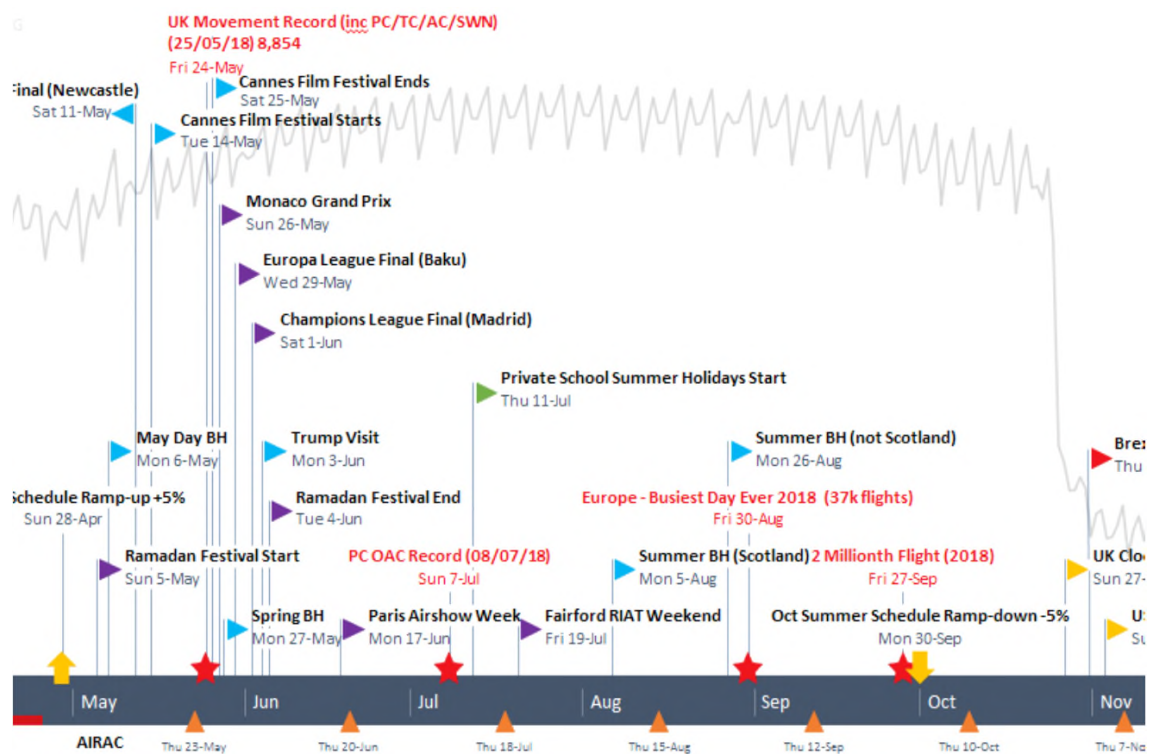 G
UK Movement Record (inc PC/TC/AC/SWN)
(25/05/18) 8,854
Fri 24-May
Cannes Film Festival Ends
Sat 25-May
Final (Newcastle)
Sat 11-May
Cannes Film Festival Starts
Tue 14-May
Monaco Grand Prix
Sun 26-May
Europa League Final (Baku)
Wed 29-May
Champions League Final (Madrid)
Sat 1-Jun
Private School Summer Holidays Start
Thu 11-Jul
May Day BH
Mon 6-May
Trump Visit
Mon 3-Jun
Summer BH (not Scotland)
Mon 26-Aug
Thu
Schedule Ramp-up +5%
Sun 28-Apr
Ramadan Festival End
Tue 4-Jun
Europe - Busiest Day Ever 2018 (37k flights)
Fri 30-Aug
Ramadan Festival Start
Sun 5-May
PC OAC Record (08/07/18)
Sun 7-Jul
Summer BH (Scotland)
Mon 5-Aug
2 Millionth Flight (2018)
Fri 27-Sep
UK Clo
Sun 27-
Spring BH
Mon 27-May
Paris Airshow Week
Mon 17-Jun
Fairford RIAT Weekend
Fri 19-Jul
Oct Summer Schedule Ramp-down -5%
Mon 30-Sep
May Jun Jul Aug Sep Oct Nov
AIRAC
Thu 23-May Thu 20-Jun Thu 18-Jul Thu 15-Aug Thu 12-Sep Thu 10-Oct Thu 7-No